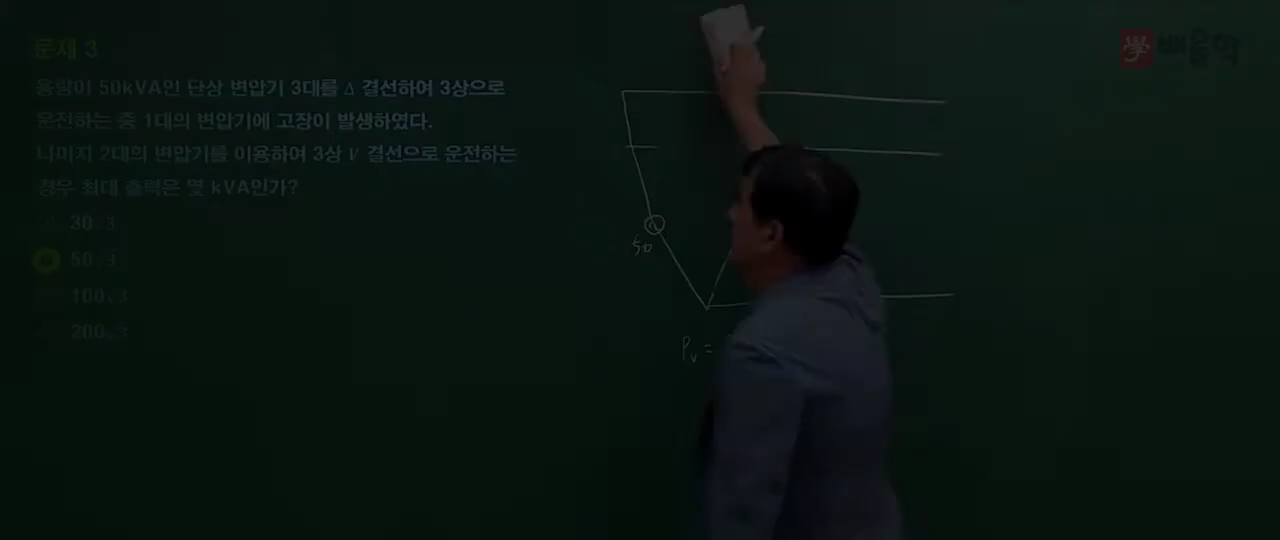 문제 3
용량이 50kVA인 단상 변압기 3대를 Δ 결선하여 3상으로
운전하는 중 1대의 변압기에 고장이 발생하였다.
나머지 2대의 변압기를 이용하여 3상 V 결선으로 운전하는
경우 최대 출력은 몇 kVA인가?
30√3
50√3
100√3
200√3
50
Pv =
學 배울학